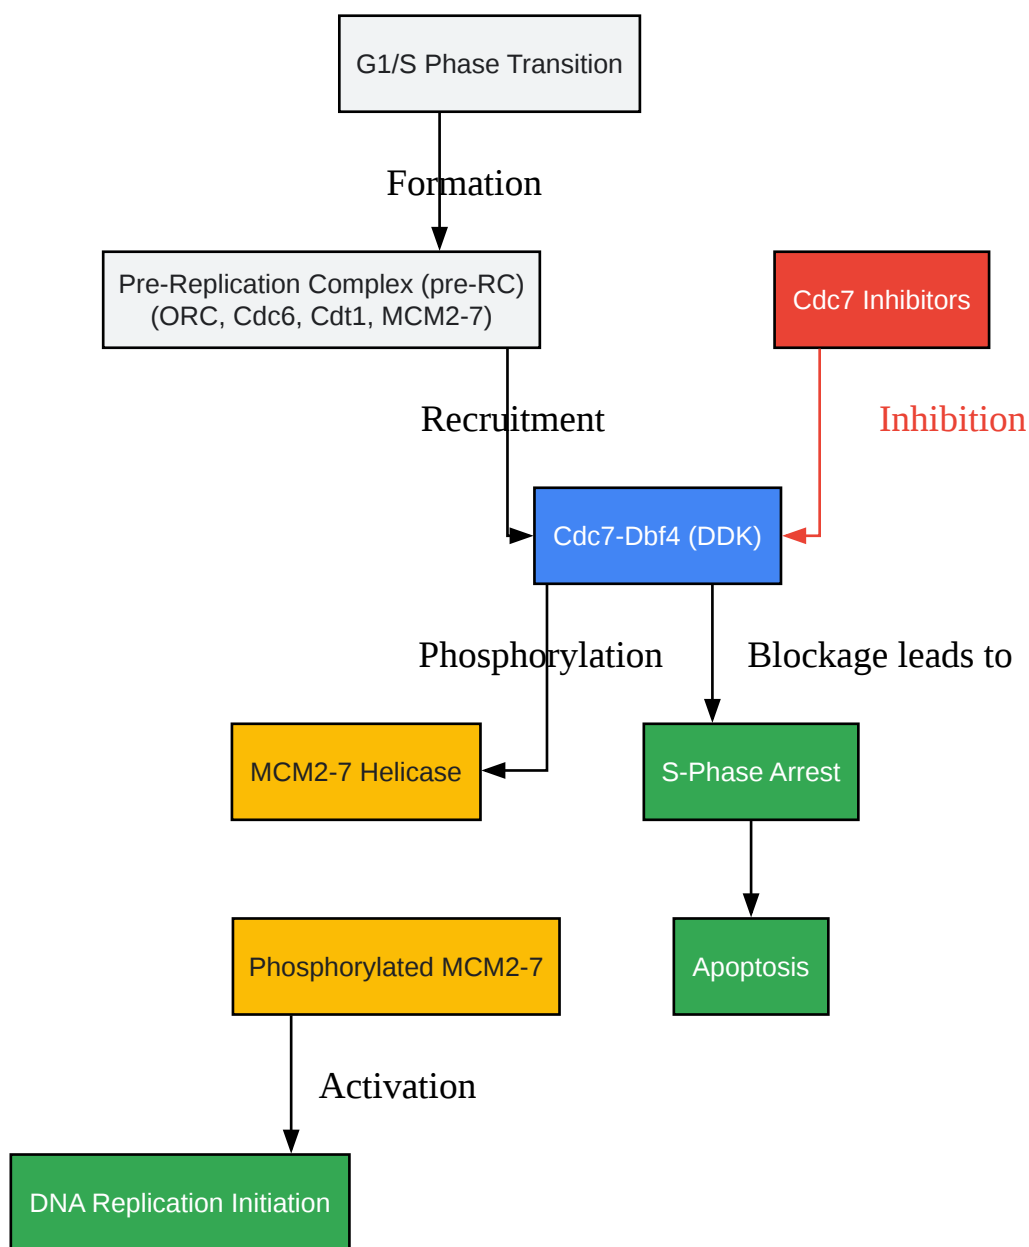 G1/S Phase Transition
Formation
Pre-Replication Complex (pre-RC)
(ORC, Cdc6, Cdt1, MCM2-7)
Cdc7 Inhibitors
Recruitment
Inhibition
Cdc7-Dbf4 (DDK)
Phosphorylation
Blockage leads to
MCM2-7 Helicase
S-Phase Arrest
Phosphorylated MCM2-7
Apoptosis
Activation
DNA Replication Initiation